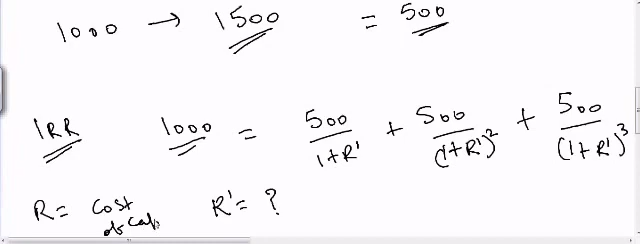 1000 → 1500 = 500
IRR 1000 = 500/(1+R') + 500/(1+R')² + 500/(1+R')³
R = Cost of Cap. R' = ?